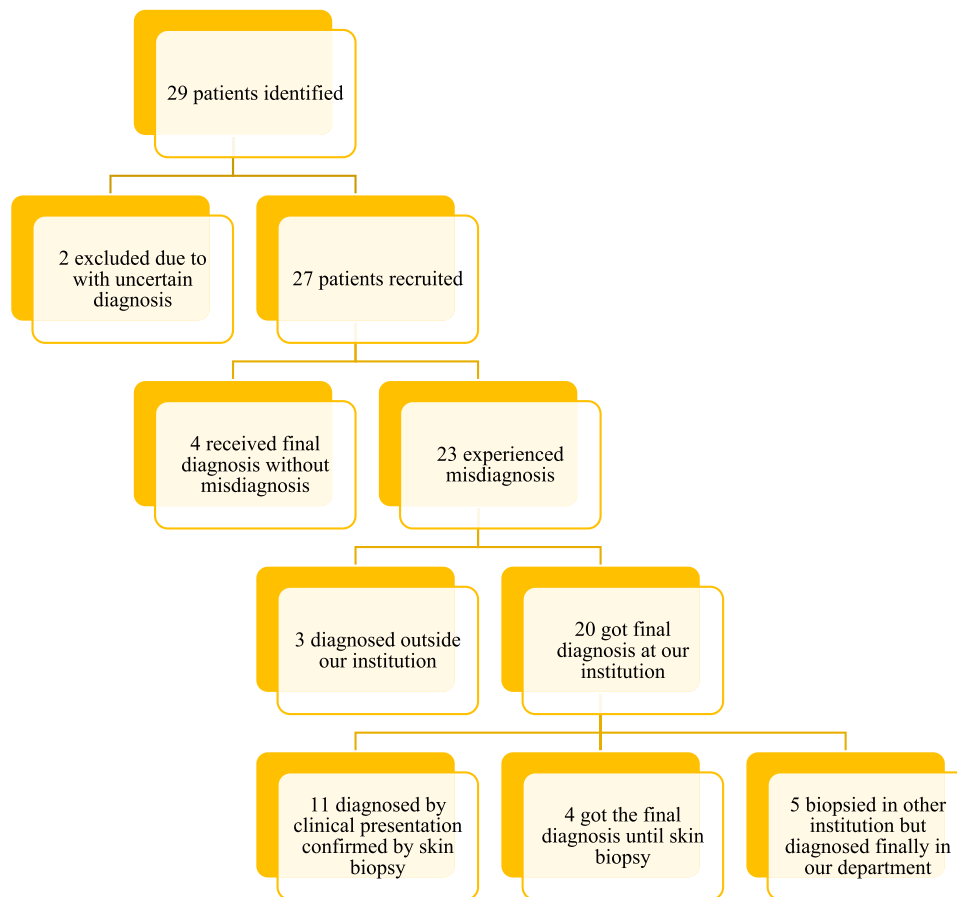 29 patients identified
2 excluded due to
with uncertain
diagnosis
27 patients recruited
4 received final
diagnosis without
misdiagnosis
23 experienced
misdiagnosis
3 diagnosed outside
our institution
20 got final
diagnosis at our
institution
11 diagnosed by
clinical presentation
confirmed by skin
biopsy
4 got the final
diagnosis until skin
biopsy
5 biopsied in other
institution but
diagnosed finally in
our department